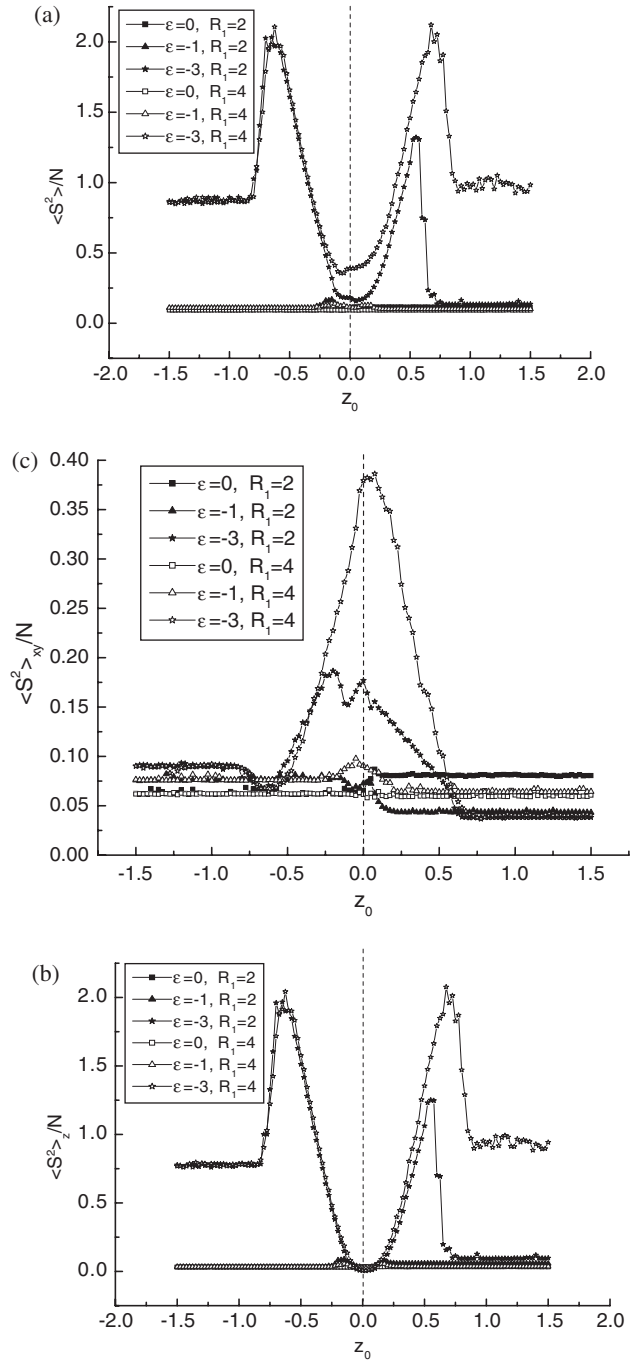 (a)
ε=0, R1=2
ε=-1, R1=2
ε=-3, R1=2
ε=0, R1=4
ε=-1, R1=4
ε=-3, R1=4
<S²>/N
2.0
1.5
1.0
0.5
0.0
-2.0 -1.5 -1.0 -0.5 0.0 0.5 1.0 1.5 2.0
z0
(c)
ε=0, R1=2
ε=-1, R1=2
ε=-3, R1=2
ε=0, R1=4
ε=-1, R1=4
ε=-3, R1=4
<S²>xy/N
0.40
0.35
0.30
0.25
0.20
0.15
0.10
0.05
0.00
-1.5 -1.0 -0.5 0.0 0.5 1.0 1.5
z0
(b)
ε=0, R1=2
ε=-1, R1=2
ε=-3, R1=2
ε=0, R1=4
ε=-1, R1=4
ε=-3, R1=4
<S²>z/N
2.0
1.5
1.0
0.5
0.0
-2.0 -1.5 -1.0 -0.5 0.0 0.5 1.0 1.5 2.0
z0